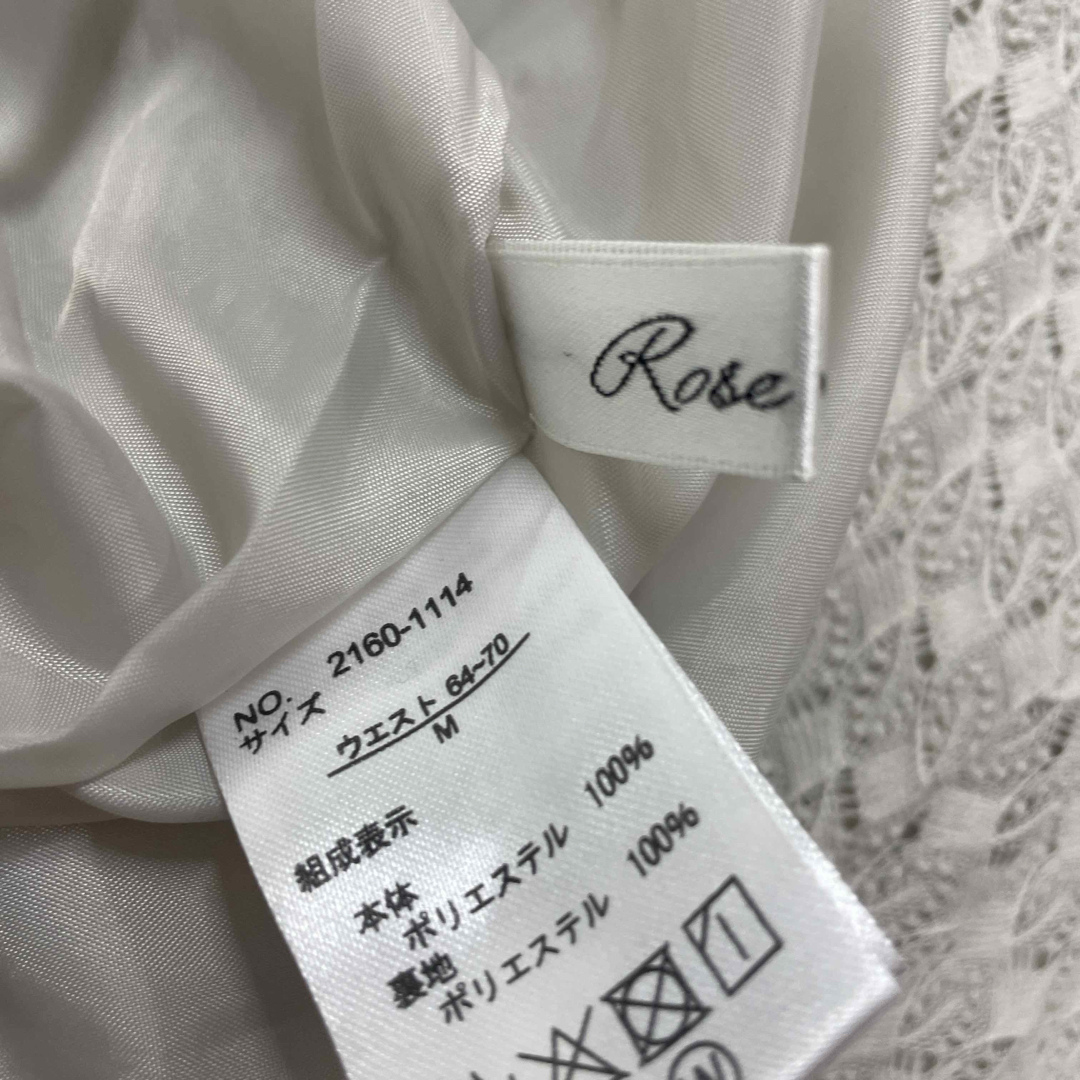 Rose
NO. 2160-1114
サイズ
ウエスト 64~70
M
組成表示
本体
ポリエステル 100%
裏地
ポリエステル 100%
W